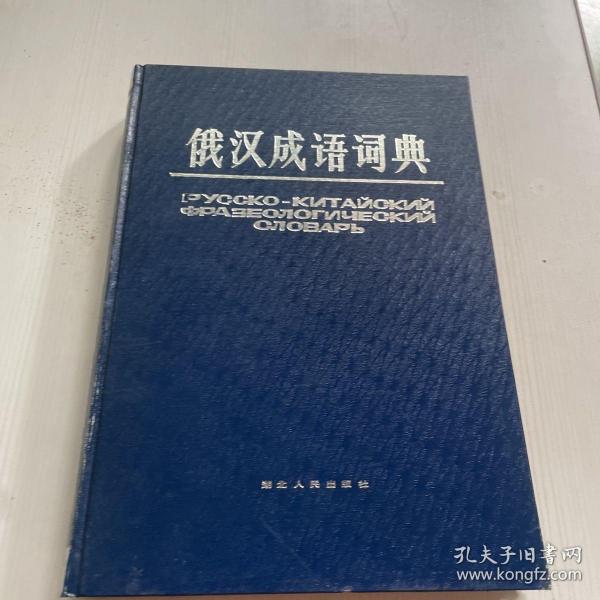 俄汉成语词典
РУССКО-КИТАЙСКИЙ
ФРАЗЕОЛОГИЧЕСКИЙ
СЛОВАРЬ
湖北人民出版社
孔夫子旧书网
www.kongfz.com